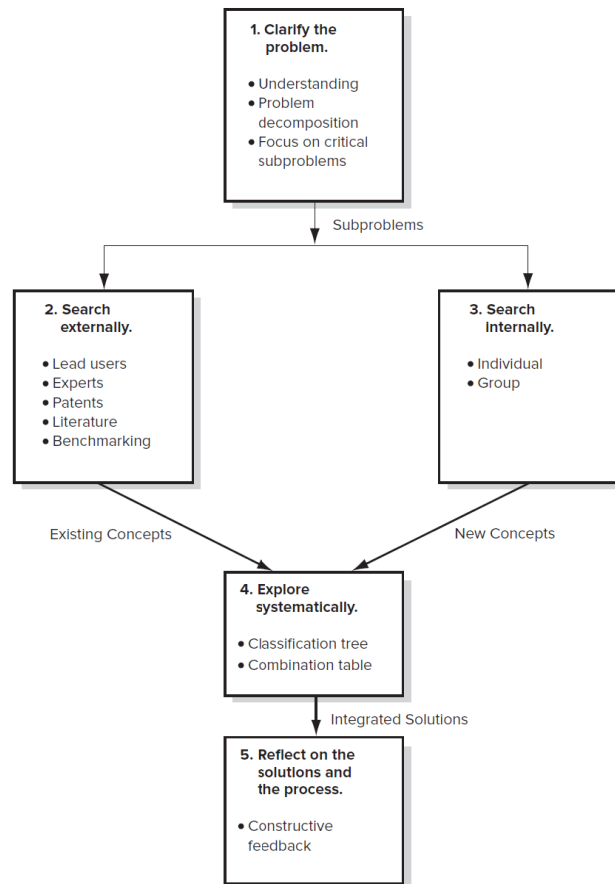 1. Clarify the
problem.
• Understanding
• Problem
decomposition
• Focus on critical
subproblems
Subproblems
2. Search
externally.
• Lead users
• Experts
• Patents
• Literature
• Benchmarking
3. Search
internally.
• Individual
• Group
Existing Concepts
New Concepts
4. Explore
systematically.
• Classification tree
• Combination table
Integrated Solutions
5. Reflect on the
solutions and
the process.
• Constructive
feedback